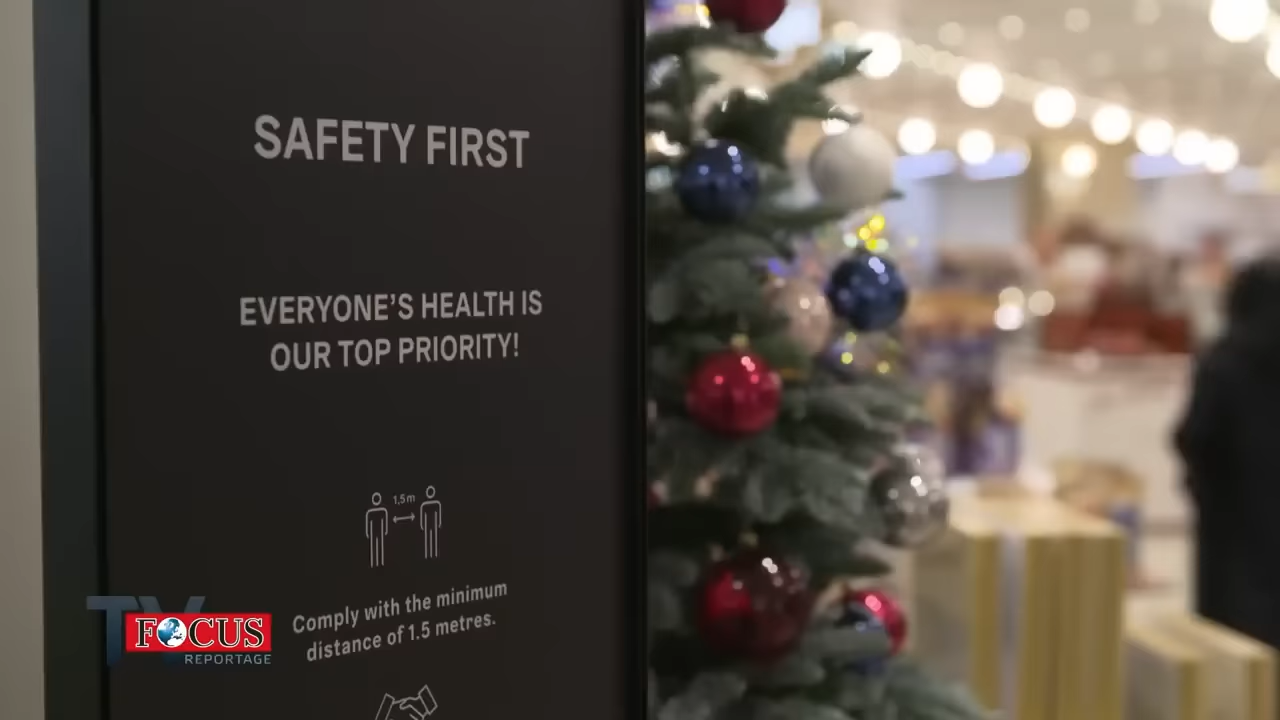 SAFETY FIRST
EVERYONE'S HEALTH IS
OUR TOP PRIORITY!
1,5 m
Comply with the minimum
distance of 1.5 metres.
TV
FOCUS
REPORTAGE